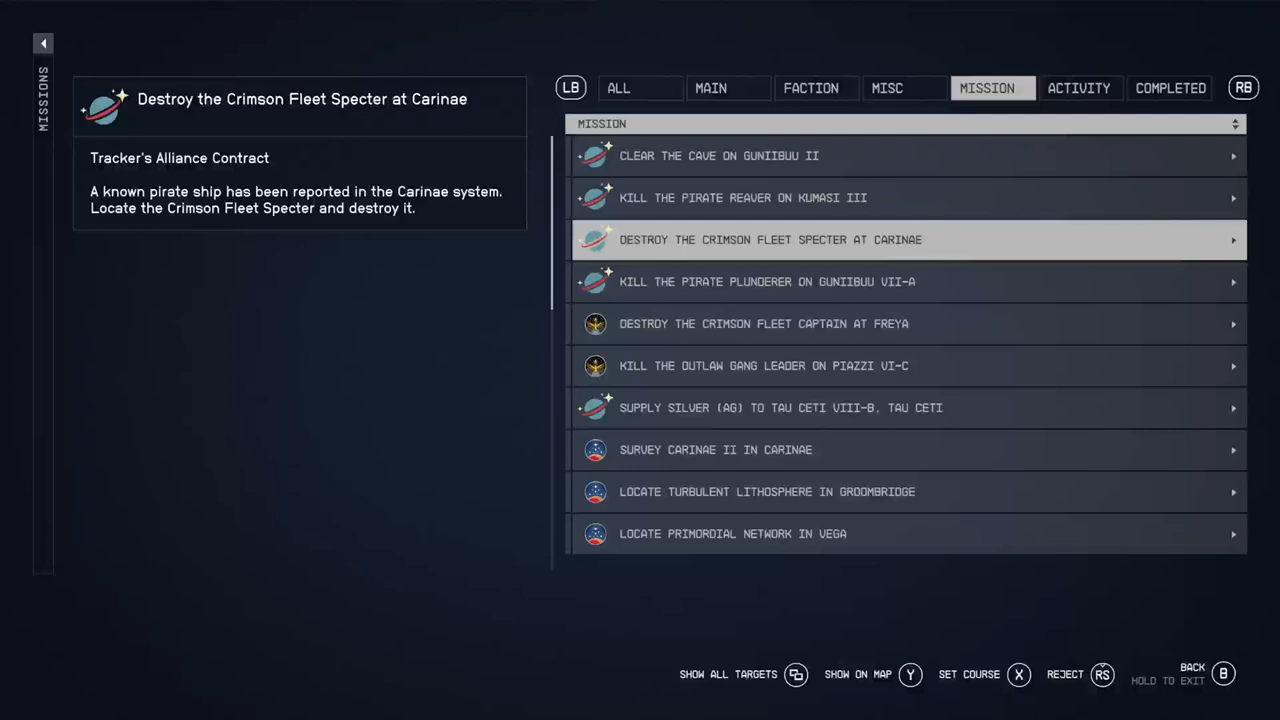 MISSIONS
Destroy the Crimson Fleet Specter at Carinae
Tracker's Alliance Contract
A known pirate ship has been reported in the Carinae system.
Locate the Crimson Fleet Specter and destroy it.
LB ALL MAIN FACTION MISC MISSION ACTIVITY COMPLETED RB
MISSION
CLEAR THE CAVE ON GUNIIBUU II
KILL THE PIRATE REAVER ON KUMASI III
DESTROY THE CRIMSON FLEET SPECTER AT CARINAE
KILL THE PIRATE PLUNDERER ON GUNIIBUU VII-A
DESTROY THE CRIMSON FLEET CAPTAIN AT FREYA
KILL THE OUTLAW GANG LEADER ON PIAZZI VI-C
SUPPLY SILVER (AG) TO TAU CETI VIII-B, TAU CETI
SURVEY CARINAE II IN CARINAE
LOCATE TURBULENT LITHOSPHERE IN GROOMBRIDGE
LOCATE PRIMORDIAL NETWORK IN VEGA
SHOW ALL TARGETS SHOW ON MAP Y SET COURSE X REJECT RS BACK B
HOLD TO EXIT